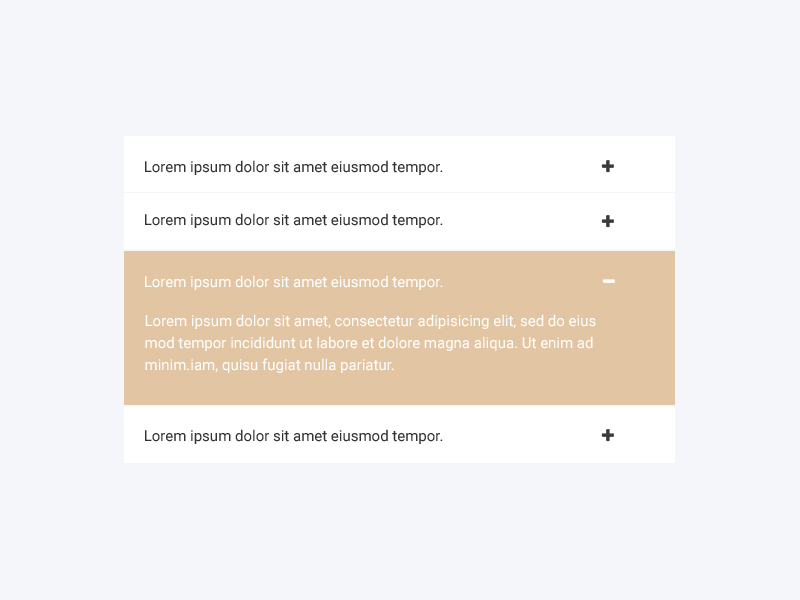 Lorem ipsum dolor sit amet eiusmod tempor.
Lorem ipsum dolor sit amet eiusmod tempor.
Lorem ipsum dolor sit amet eiusmod tempor.
Lorem ipsum dolor sit amet, consectetur adipisicing elit, sed do eius
mod tempor incididunt ut labore et dolore magna aliqua. Ut enim ad
minim.iam, quisu fugiat nulla pariatur.
Lorem ipsum dolor sit amet eiusmod tempor.